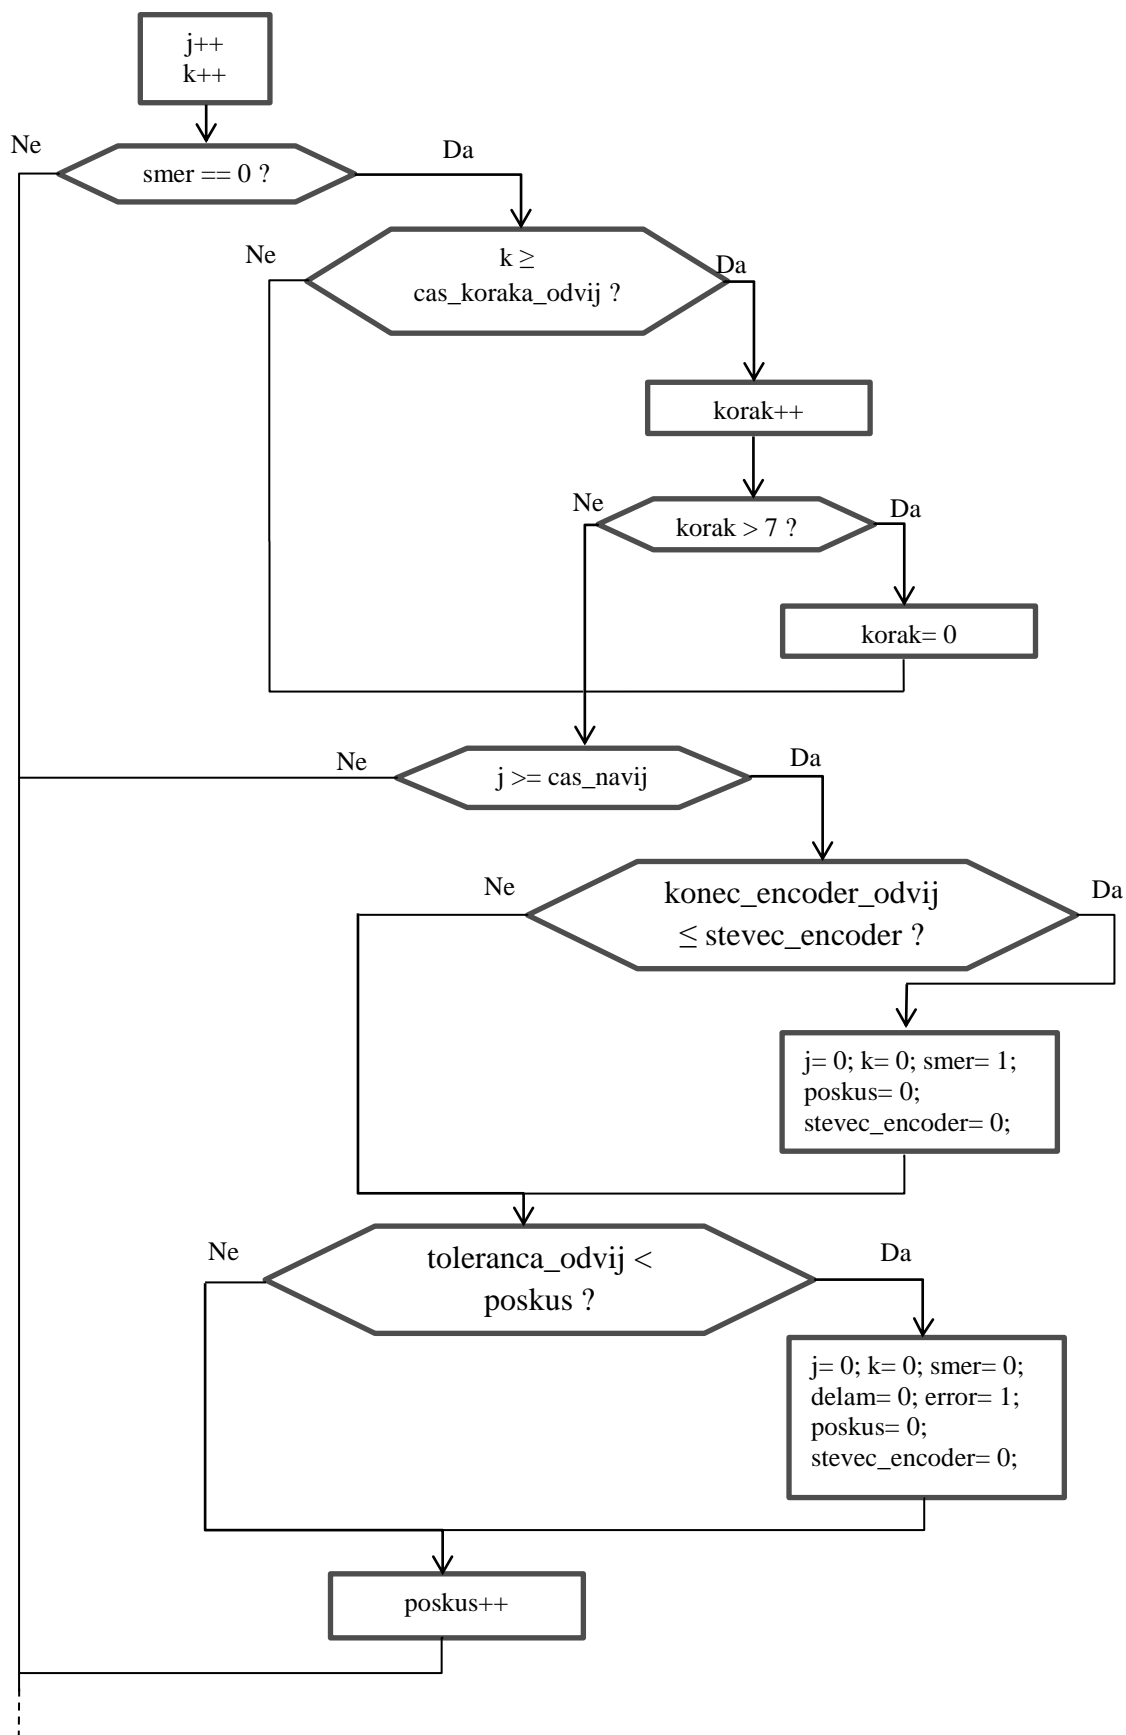 j++
k++
Ne
Da
smer == 0 ?
Ne
k ≥
Da
cas_koraka_odvij ?
korak++
Ne
Da
korak > 7 ?
korak= 0
Ne
Da
j >= cas_navij
Ne
konec_encoder_odvij
Da
≤ stevec_encoder ?
j= 0; k= 0; smer= 1;
poskus= 0;
stevec_encoder= 0;
Ne
toleranca_odvij <
Da
poskus ?
j= 0; k= 0; smer= 0;
delam= 0; error= 1;
poskus= 0;
stevec_encoder= 0;
poskus++